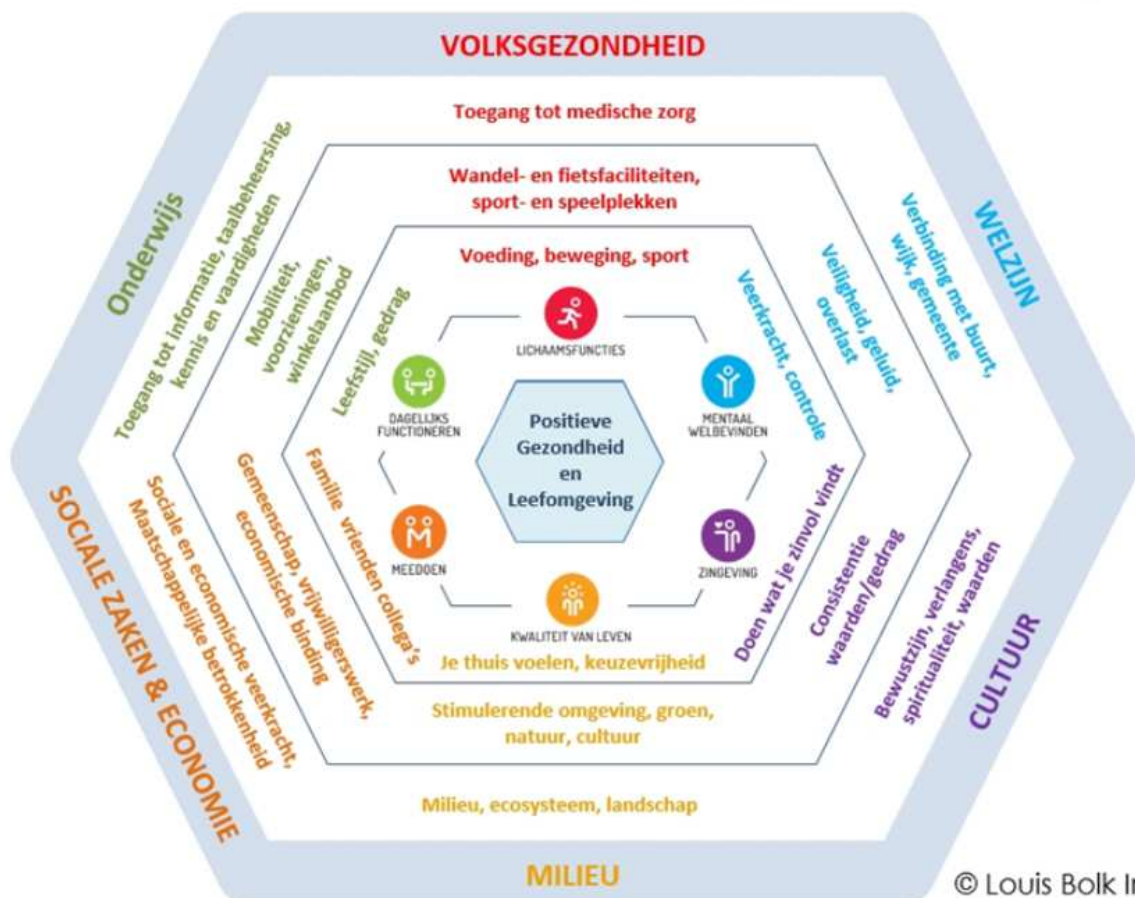 VOLKSGEZONDHEID
Toegang tot medische zorg
Wandel- en fietsfaciliteiten,
sport- en speelplekken
Voeding, beweging, sport
LICHAAMSFUNCTIES
WELZIJN
Verbinding met buurt,
wijk, gemeente
Veiligheid, geluid,
overlast
Veerkracht, controle
MENTAAL
WELBEVINDEN
CULTUUR
Bewustzijn, verlangens,
spiritualiteit, waarden
Consistentie
waarden/gedrag
Doen wat je zinvol vindt
ZINGEVING
KWALITEIT VAN LEVEN
Je thuis voelen, keuzevrijheid
Stimulerende omgeving, groen,
natuur, cultuur
Milieu, ecosysteem, landschap
MILIEU
SOCIALE ZAKEN & ECONOMIE
Sociale en economische veerkracht,
Maatschappelijke betrokkenheid
Gemeenschap, vrijwilligerswerk,
economische binding
Familie vrienden collega's
MEEDOEN
Onderwijs
Toegang tot informatie, taalbeheersing,
kennis en vaardigheden
Mobiliteit,
voorzieningen,
winkelaanbod
Leefstijl, gedrag
DAGELIJKS
FUNCTIONEREN
Positieve
Gezondheid
en
Leefomgeving
© Louis Bolk